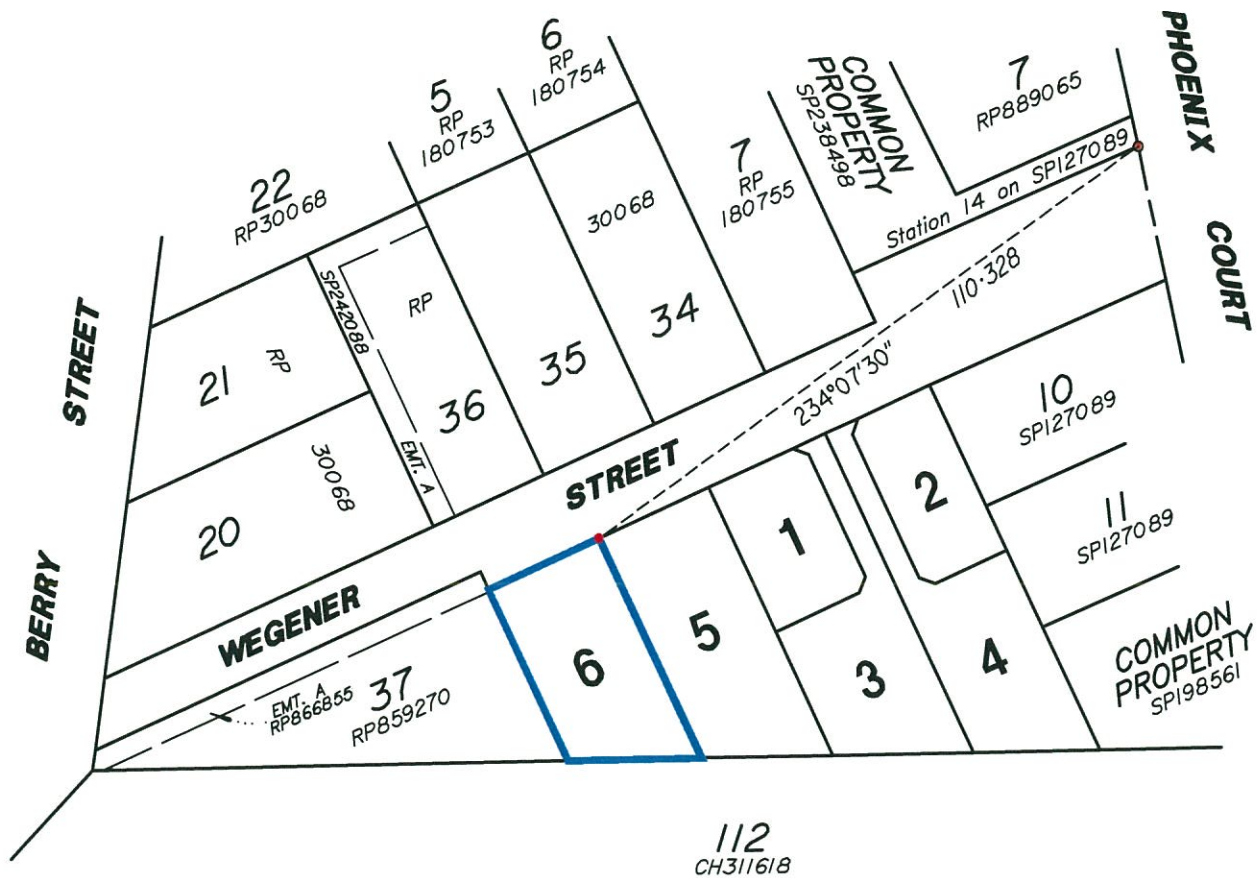 6
RP
180754
5
RP
180753
22
RP30068
7
RP
180755
COMMON
PROPERTY
SP238498
7
RP889065
PHOENIX
COURT
Station 14 on SP127089
110·328
234°07'30"
30068
34
35
RP
36
SP242088
EMT. A
21
RP
20
30068
BERRY
STREET
WEGENER
STREET
EMT. A
RP866855
37
RP859270
6
5
1
2
3
4
10
SP127089
11
SP127089
COMMON
PROPERTY
SP198561
112
CH311618